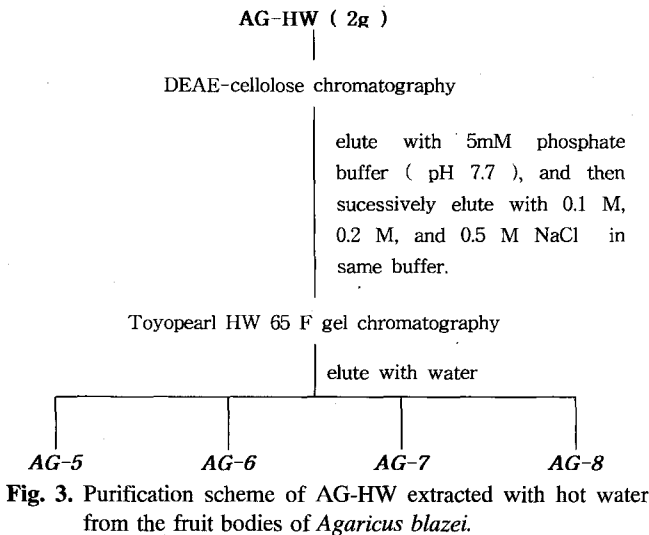 AG-HW ( 2g )
DEAE-cellolose chromatography
elute with 5mM phosphate
buffer ( pH 7.7 ), and then
sucessively elute with 0.1 M,
0.2 M, and 0.5 M NaCl in
same buffer.
Toyopearl HW 65 F gel chromatography
elute with water
AG-5 AG-6 AG-7 AG-8
Fig. 3. Purification scheme of AG-HW extracted with hot water
from the fruit bodies of Agaricus blazei.